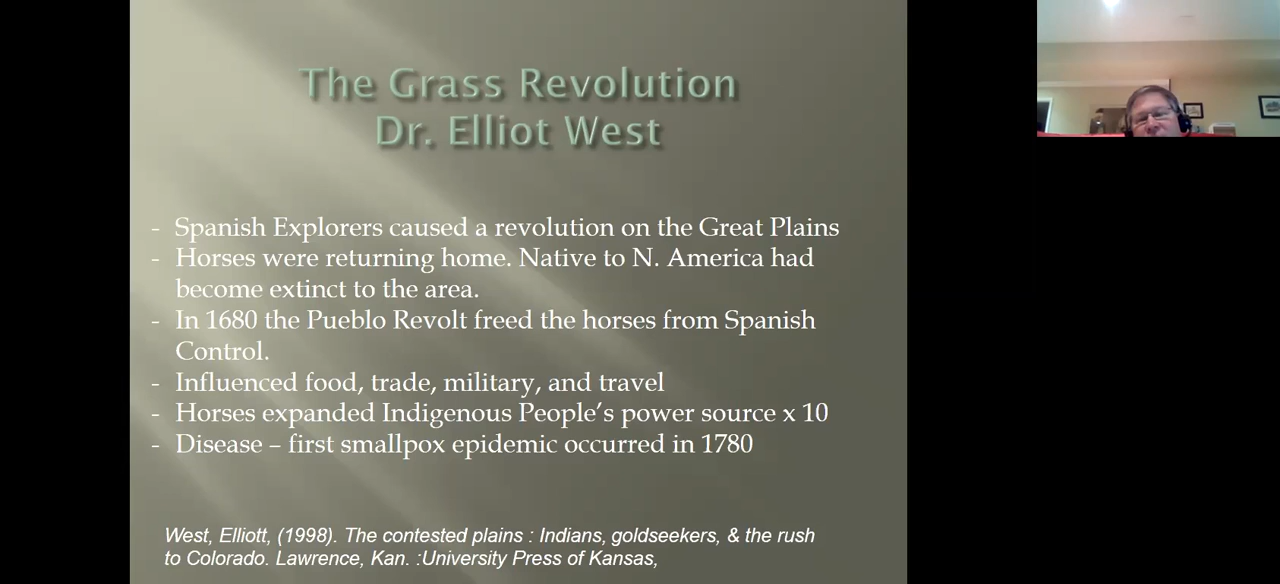 The Grass Revolution
Dr. Elliot West
- Spanish Explorers caused a revolution on the Great Plains
- Horses were returning home. Native to N. America had
become extinct to the area.
- In 1680 the Pueblo Revolt freed the horses from Spanish
Control.
- Influenced food, trade, military, and travel
- Horses expanded Indigenous People’s power source x 10
- Disease – first smallpox epidemic occurred in 1780
West, Elliott, (1998). The contested plains : Indians, goldseekers, & the rush
to Colorado. Lawrence, Kan. :University Press of Kansas,